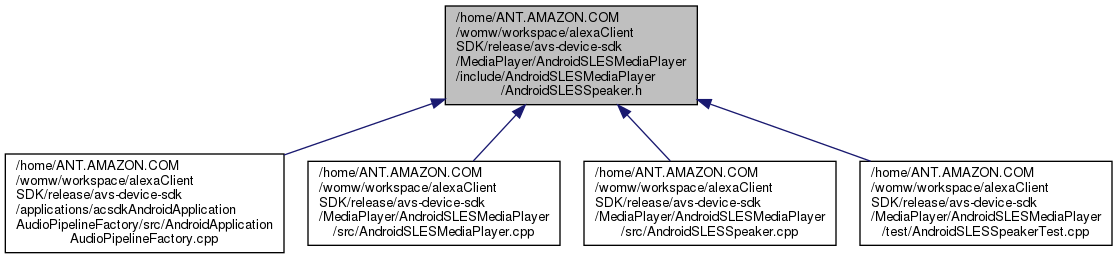 /home/ANT.AMAZON.COM
/womw/workspace/alexaClient
SDK/release/avs-device-sdk
/MediaPlayer/AndroidSLESMediaPlayer
/include/AndroidSLESMediaPlayer
/AndroidSLESSpeaker.h
/home/ANT.AMAZON.COM
/womw/workspace/alexaClient
SDK/release/avs-device-sdk
/applications/acsdkAndroidApplication
AudioPipelineFactory/src/AndroidApplication
AudioPipelineFactory.cpp
/home/ANT.AMAZON.COM
/womw/workspace/alexaClient
SDK/release/avs-device-sdk
/MediaPlayer/AndroidSLESMediaPlayer
/src/AndroidSLESMediaPlayer.cpp
/home/ANT.AMAZON.COM
/womw/workspace/alexaClient
SDK/release/avs-device-sdk
/MediaPlayer/AndroidSLESMediaPlayer
/src/AndroidSLESSpeaker.cpp
/home/ANT.AMAZON.COM
/womw/workspace/alexaClient
SDK/release/avs-device-sdk
/MediaPlayer/AndroidSLESMediaPlayer
/test/AndroidSLESSpeakerTest.cpp